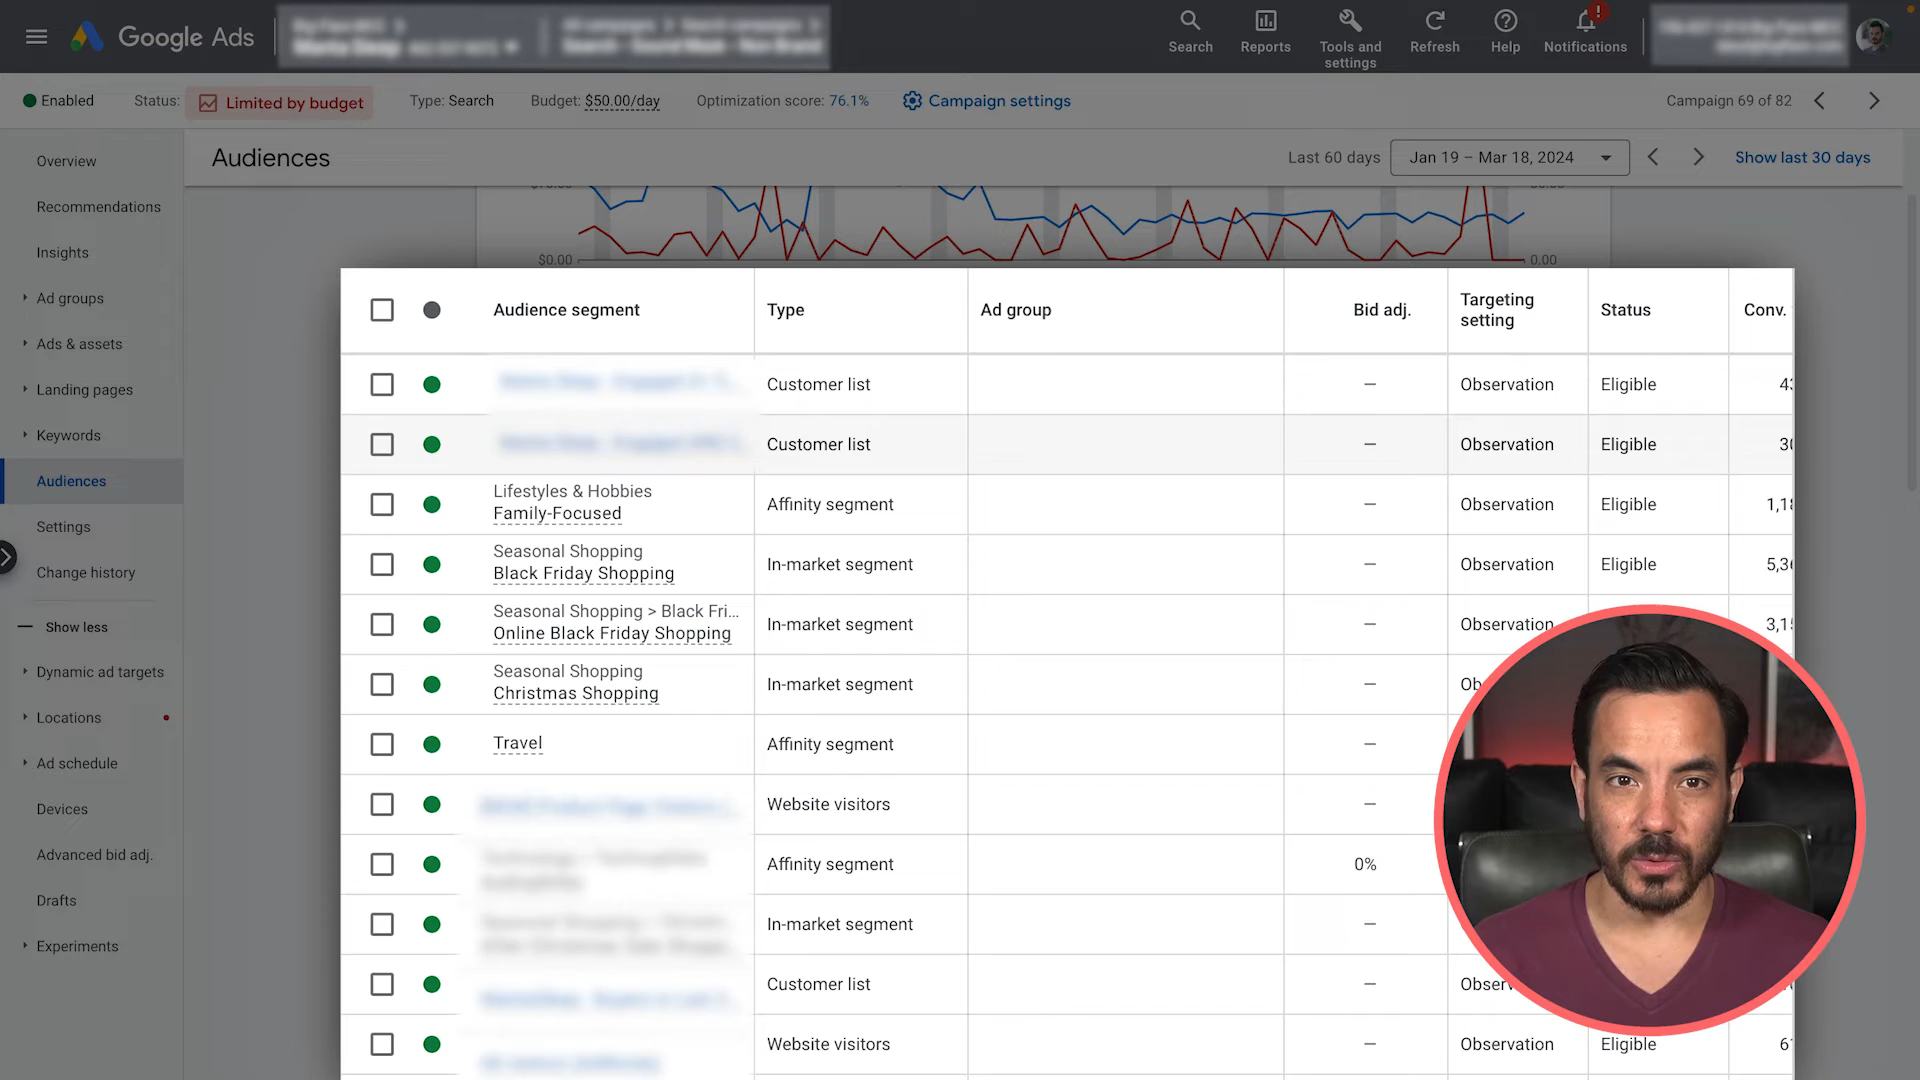 Google Ads
Search
Reports
Tools and
settings
Refresh
Help
Notifications
Enabled
Status:
Limited by budget
Type: Search
Budget: $50.00/day
Optimization score: 76.1%
Campaign settings
Campaign 69 of 82
Overview
Recommendations
Insights
Ad groups
Ads & assets
Landing pages
Keywords
Audiences
Settings
Change history
Show less
Dynamic ad targets
Locations
Ad schedule
Devices
Advanced bid adj.
Drafts
Experiments
Audiences
Last 60 days
Jan 19 – Mar 18, 2024
Show last 30 days
$0.00
0.00
Audience segment
Type
Ad group
Bid adj.
Targeting
setting
Status
Conv.
Customer list
—
Observation
Eligible
Customer list
—
Observation
Eligible
Lifestyles & Hobbies
Family-Focused
Affinity segment
—
Observation
Eligible
1,18
Seasonal Shopping
Black Friday Shopping
In-market segment
—
Observation
Eligible
5,36
Seasonal Shopping > Black Fri...
Online Black Friday Shopping
In-market segment
—
Observation
3,15
Seasonal Shopping
Christmas Shopping
In-market segment
—
Travel
Affinity segment
—
Website visitors
—
Affinity segment
0%
In-market segment
—
Customer list
—
Website visitors
—
Observation
Eligible